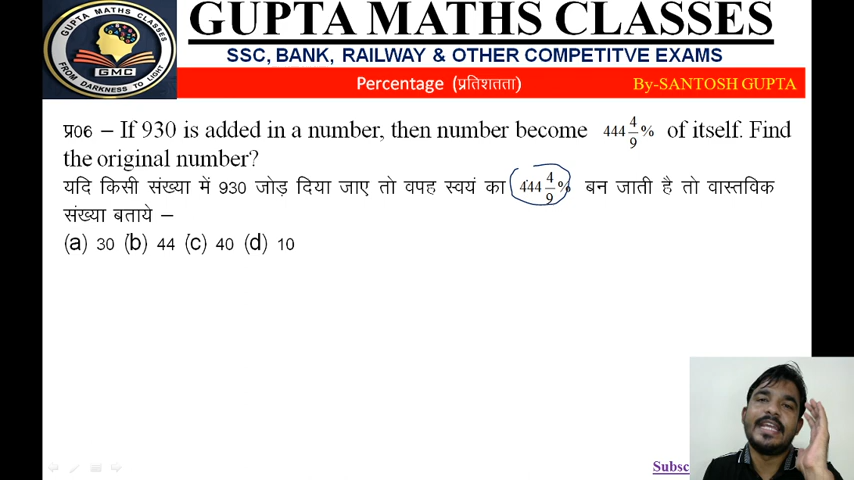 GUPTA MATHS CLASSES
GUPTA MATHS CLASSES
GMC
FROM DARKNESS TO LIGHT
SSC, BANK, RAILWAY & OTHER COMPETITVE EXAMS
Percentage (प्रतिशतता) By-SANTOSH GUPTA
प्र06 – If 930 is added in a number, then number become 444 4/9 % of itself. Find
the original number?
यदि किसी संख्या में 930 जोड़ दिया जाए तो वपह स्वयं का 444 4/9 % बन जाती है तो वास्तविक
संख्या बताये –
(a) 30 (b) 44 (c) 40 (d) 10
Subsc